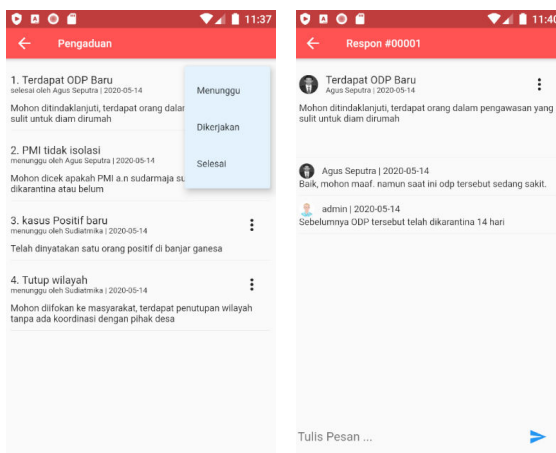 11:37
Pengaduan
1. Terdapat ODP Baru
selesai oleh Agus Seputra | 2020-05-14
Mohon ditindaklanjuti, terdapat orang dalam
sulit untuk diam dirumah
Menunggu
Dikerjakan
Selesai
2. PMI tidak isolasi
menunggu oleh Agus Seputra | 2020-05-14
Mohon dicek apakah PMI a.n sudarmaja su
dikarantina atau belum
3. kasus Positif baru
menunggu oleh Sudiatmika | 2020-05-14
Telah dinyatakan satu orang positif di banjar ganesa
4. Tutup wilayah
menunggu oleh Sudiatmika | 2020-05-14
Mohon diifokan ke masyarakat, terdapat penutupan wilayah
tanpa ada koordinasi dengan pihak desa
11:40
Respon #00001
Terdapat ODP Baru
Agus Seputra | 2020-05-14
Mohon ditindaklanjuti, terdapat orang dalam pengawasan yang
sulit untuk diam dirumah
Agus Seputra | 2020-05-14
Baik, mohon maaf. namun saat ini odp tersebut sedang sakit.
admin | 2020-05-14
Sebelumnya ODP tersebut telah dikarantina 14 hari
Tulis Pesan ...